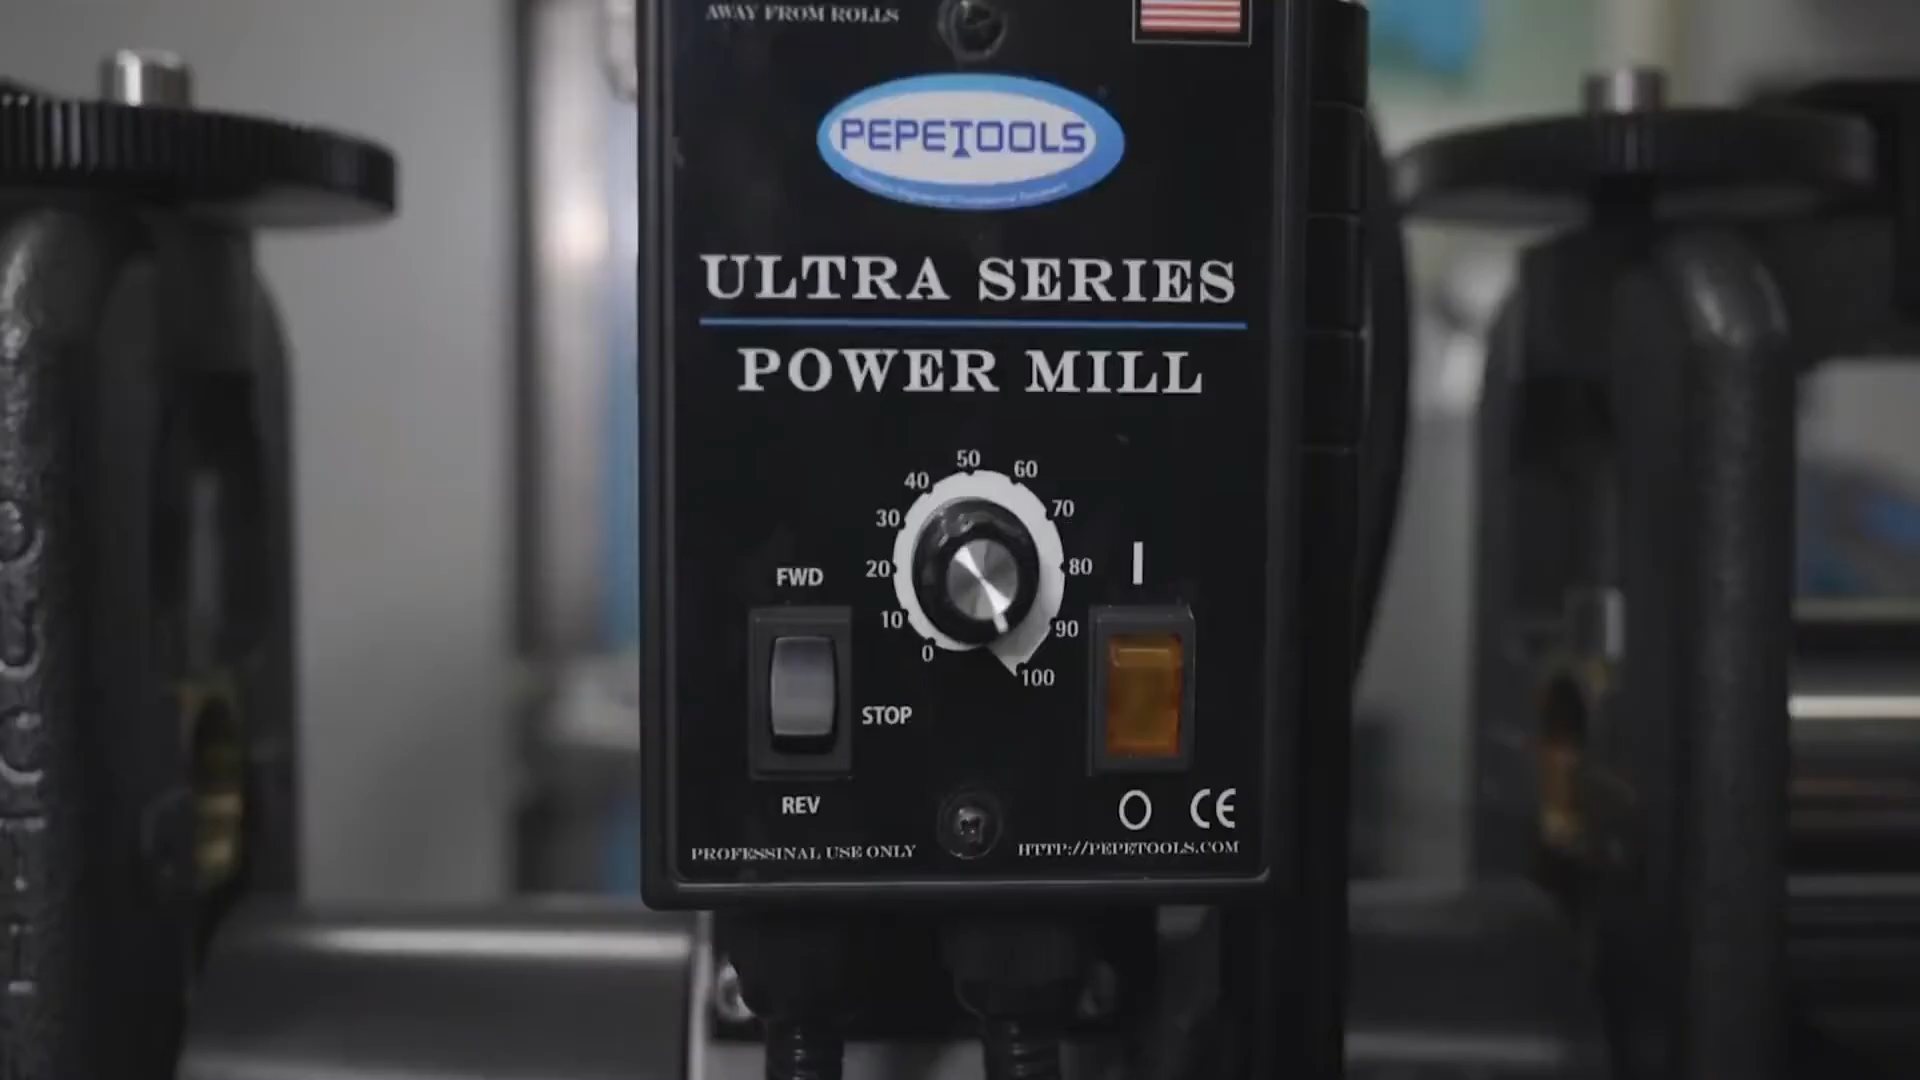 AWAY FROM ROLLS
PEPETOOLS
ULTRA SERIES
POWER MILL
50
40
60
30
70
20
80
10
90
0
100
FWD
STOP
REV
I
O CE
PROFESSINAL USE ONLY
HTTP://PEPETOOLS.COM